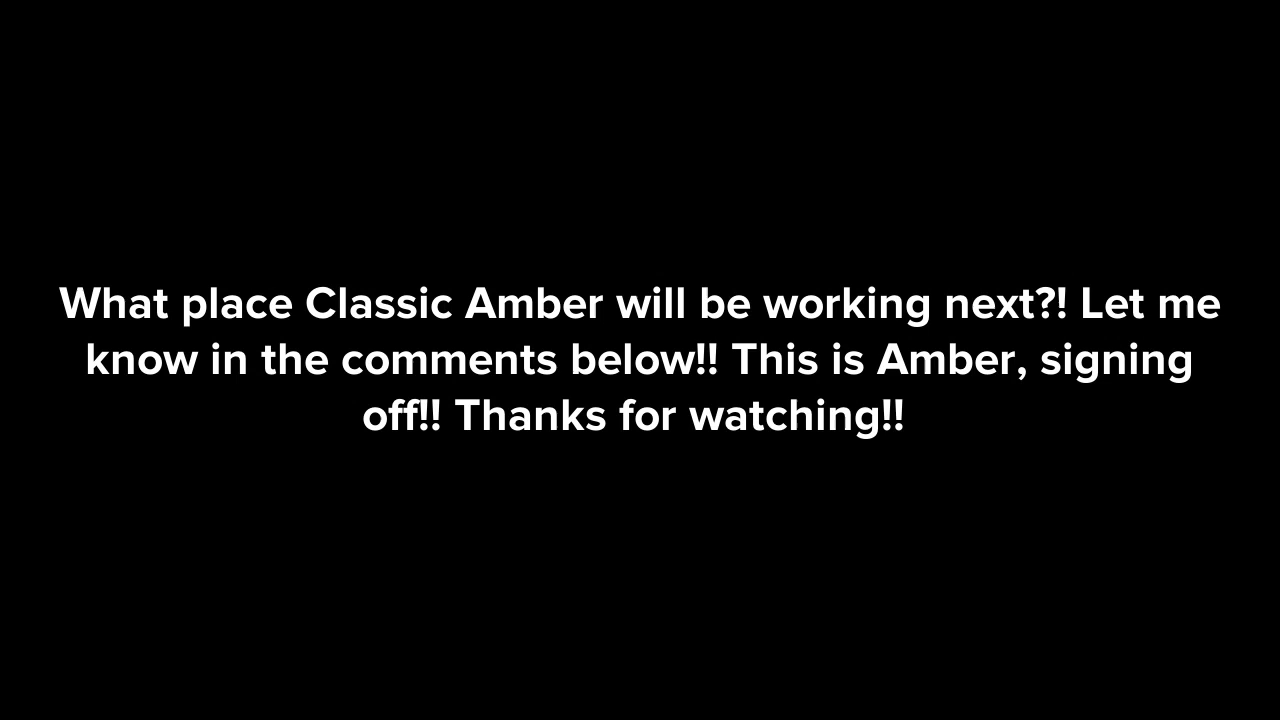 What place Classic Amber will be working next?! Let me
know in the comments below!! This is Amber, signing
off!! Thanks for watching!!